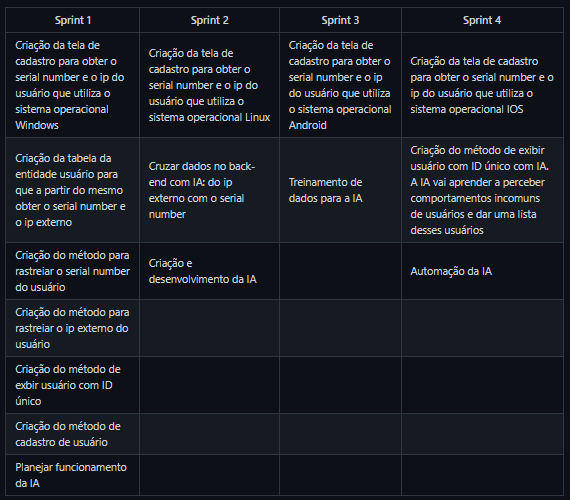 Sprint 1
Sprint 2
Sprint 3
Sprint 4
Criação da tela de
cadastro para obter o
serial number e o ip do
usuário que utiliza o
sistema operacional
Windows
Criação da tela de
cadastro para obter o
serial number e o ip do
usuário que utiliza o
sistema operacional Linux
Criação da tela de
cadastro para obter o
serial number e o ip
do usuário que utiliza
o sistema operacional
Android
Criação da tela de cadastro
para obter o serial number e o
ip do usuário que utiliza o
sistema operacional IOS
Criação da tabela da
entidade usuário para
que a partir do mesmo
obter o serial number e
o ip externo
Cruzar dados no back-
end com IA: do ip
externo com o serial
number
Treinamento de
dados para a IA
Criação do método de exibir
usuário com ID único com IA.
A IA vai aprender a perceber
comportamentos incomuns
de usuários e dar uma lista
desses usuários
Criação do método para
rastreiar o serial number
do usuário
Criação e
desenvolvimento da IA
Automação da IA
Criação do método para
rastreiar o ip externo do
usuário
Criação do método de
exbir usuário com ID
único
Criação do método de
cadastro de usuário
Planejar funcionamento
da IA